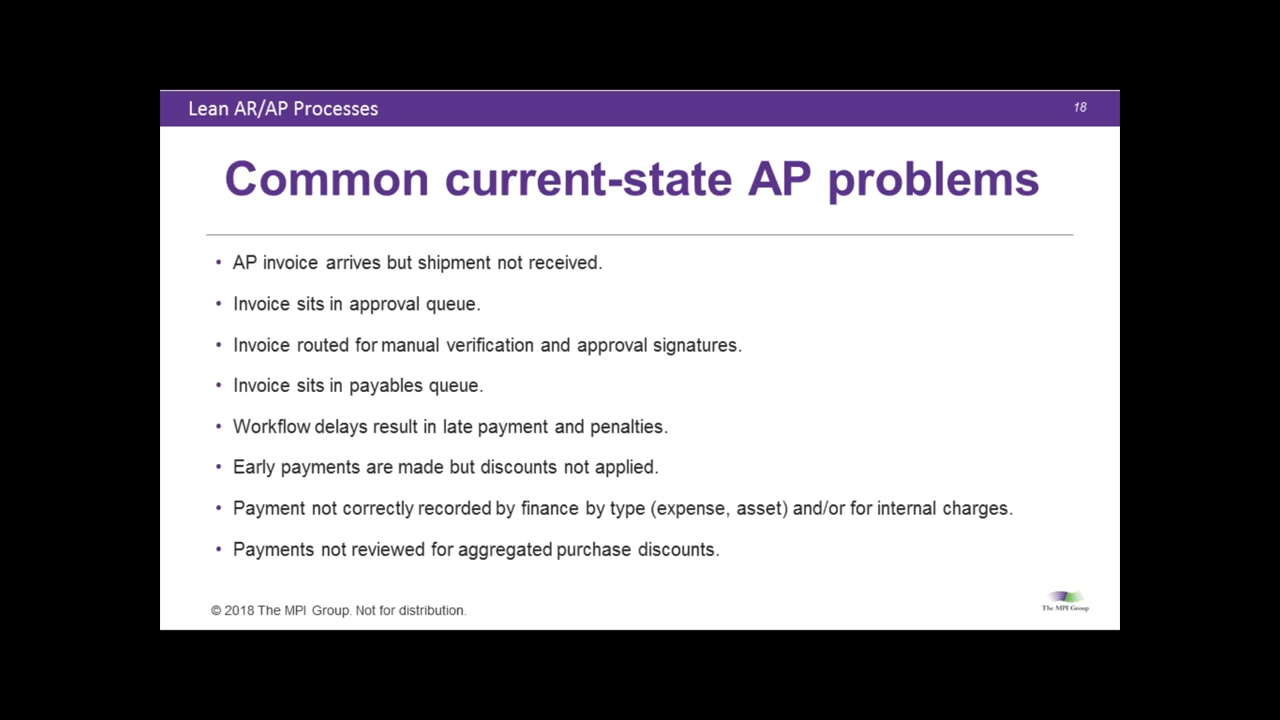 Lean AR/AP Processes
18
Common current-state AP problems
• AP invoice arrives but shipment not received.
• Invoice sits in approval queue.
• Invoice routed for manual verification and approval signatures.
• Invoice sits in payables queue.
• Workflow delays result in late payment and penalties.
• Early payments are made but discounts not applied.
• Payment not correctly recorded by finance by type (expense, asset) and/or for internal charges.
• Payments not reviewed for aggregated purchase discounts.
© 2018 The MPI Group. Not for distribution.
The MPI Group